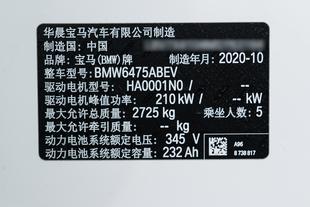 华晨宝马汽车有限公司制造
制造国：中国
品牌：宝马(BMW)牌 制造年月：2020-10
整车型号：BMW6475ABEV
驱动电机型号：HA0001N0 / --
驱动电机峰值功率：210 kW / -- kW
最大允许总质量：2725 kg 乘坐人数：5
最大允许牵引质量：-- kg
动力电池系统额定电压：345 V
动力电池系统额定容量：232 Ah
A96
8 738 817